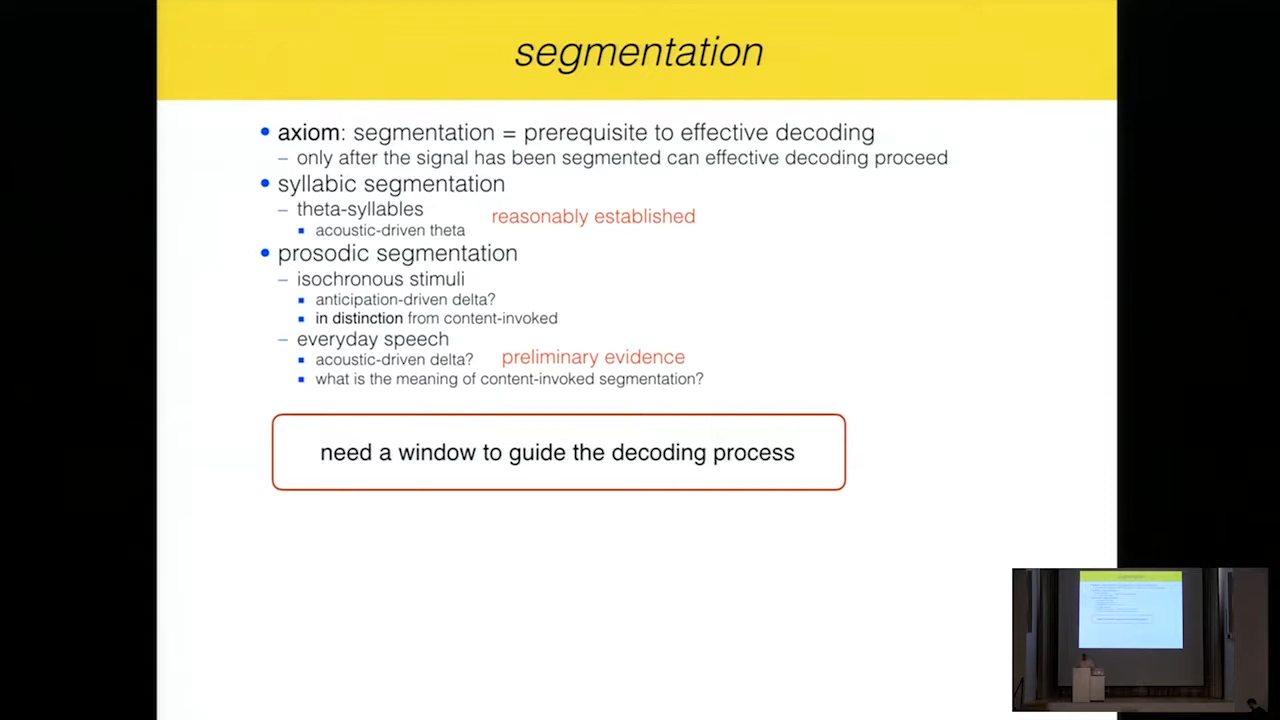 segmentation
• axiom: segmentation = prerequisite to effective decoding
– only after the signal has been segmented can effective decoding proceed
• syllabic segmentation
– theta-syllables
reasonably established
▪ acoustic-driven theta
• prosodic segmentation
– isochronous stimuli
▪ anticipation-driven delta?
▪ in distinction from content-invoked
– everyday speech
▪ acoustic-driven delta?
preliminary evidence
▪ what is the meaning of content-invoked segmentation?
need a window to guide the decoding process